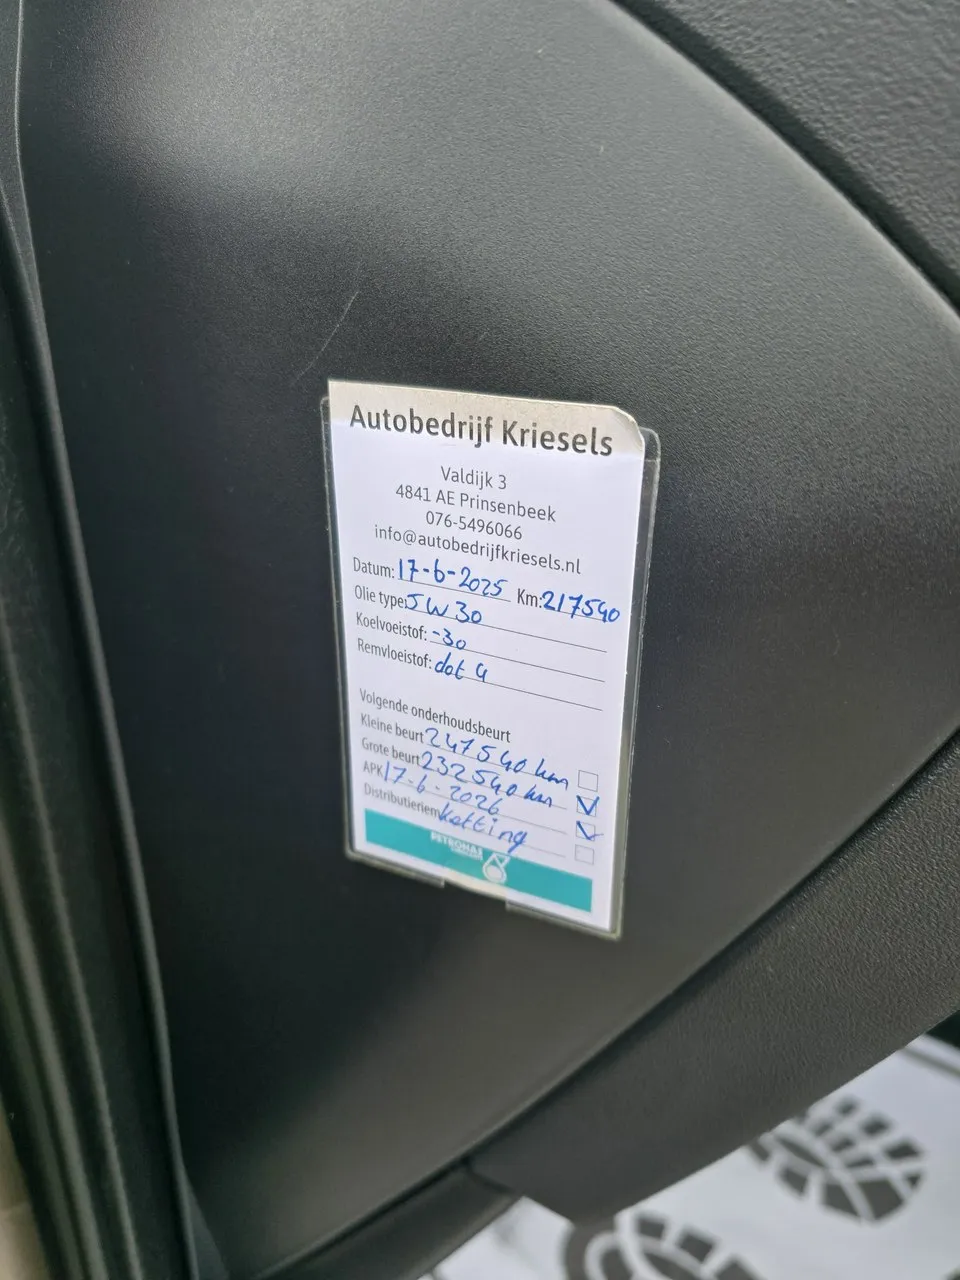 Autobedrijf Kriesels
Valdijk 3
4841 AE Prinsenbeek
076-5496066
info@autobedrijfkriesels.nl
Datum: 17-6-2025 Km: 217540
Olie type: 5W30
Koelvoeistof: -30
Remvloeistof: dot 4
Volgende onderhoudsbeurt
Kleine beurt 247540 km
Grote beurt 232540 km
APK 17-6-2026
Distributieriem ketting
PETRONAS